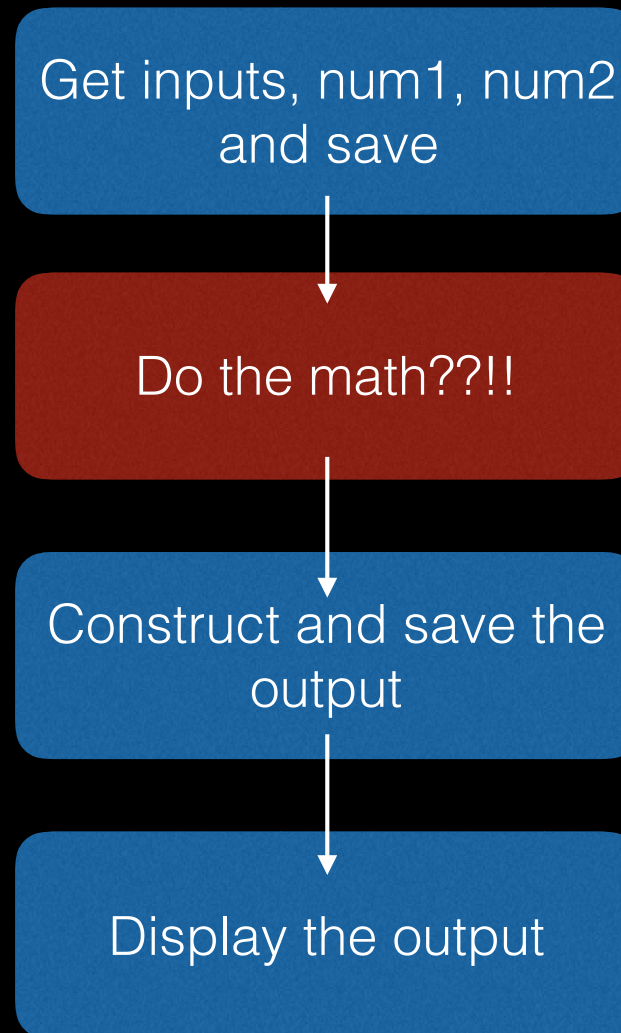 Get inputs, num1, num2
and save
Do the math??!!
Construct and save the
output
Display the output